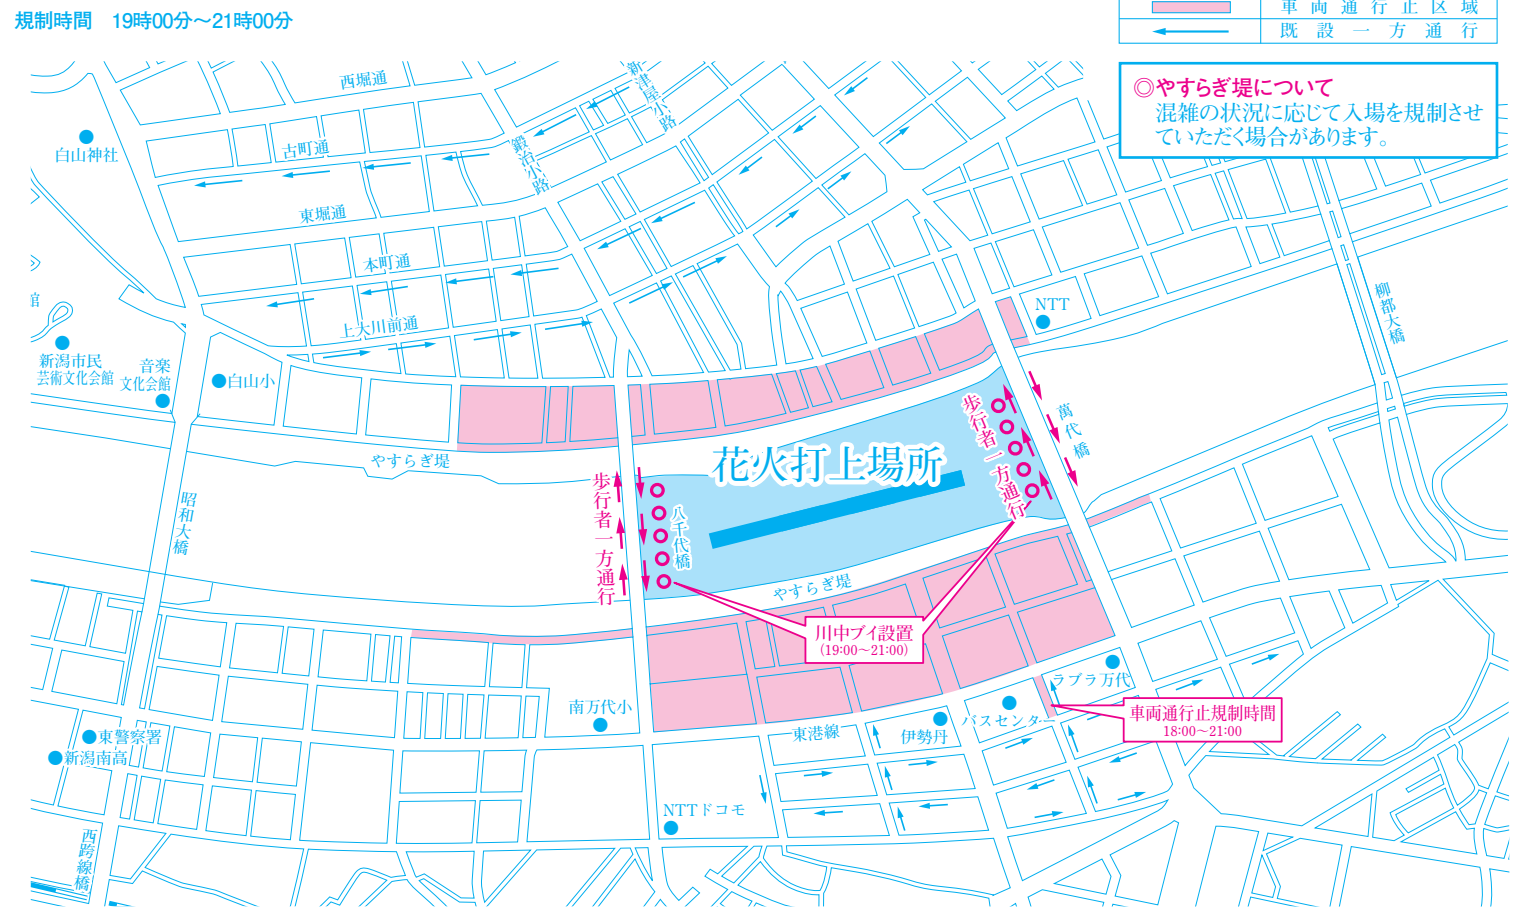 規制時間　19時00分～21時00分
車両通行止区域
既設一方通行
◎やすらぎ堤について
混雑の状況に応じて入場を規制させ
ていただく場合があります。
西堀通
新津屋小路
白山神社
古町通
鍛冶小路
東堀通
本町通
上大川前通
館
NTT
柳都大橋
新潟市民
芸術文化会館
音楽
文化会館
白山小
萬代橋
歩行者一方通行
花火打上場所
やすらぎ堤
昭和大橋
歩行者一方通行
八千代橋
やすらぎ堤
川中ブイ設置
(19:00～21:00)
ラブラ万代
南万代小
バスセンター
車両通行止規制時間
18:00～21:00
東港線
伊勢丹
東警察署
新潟南高
NTTドコモ
西跨線橋